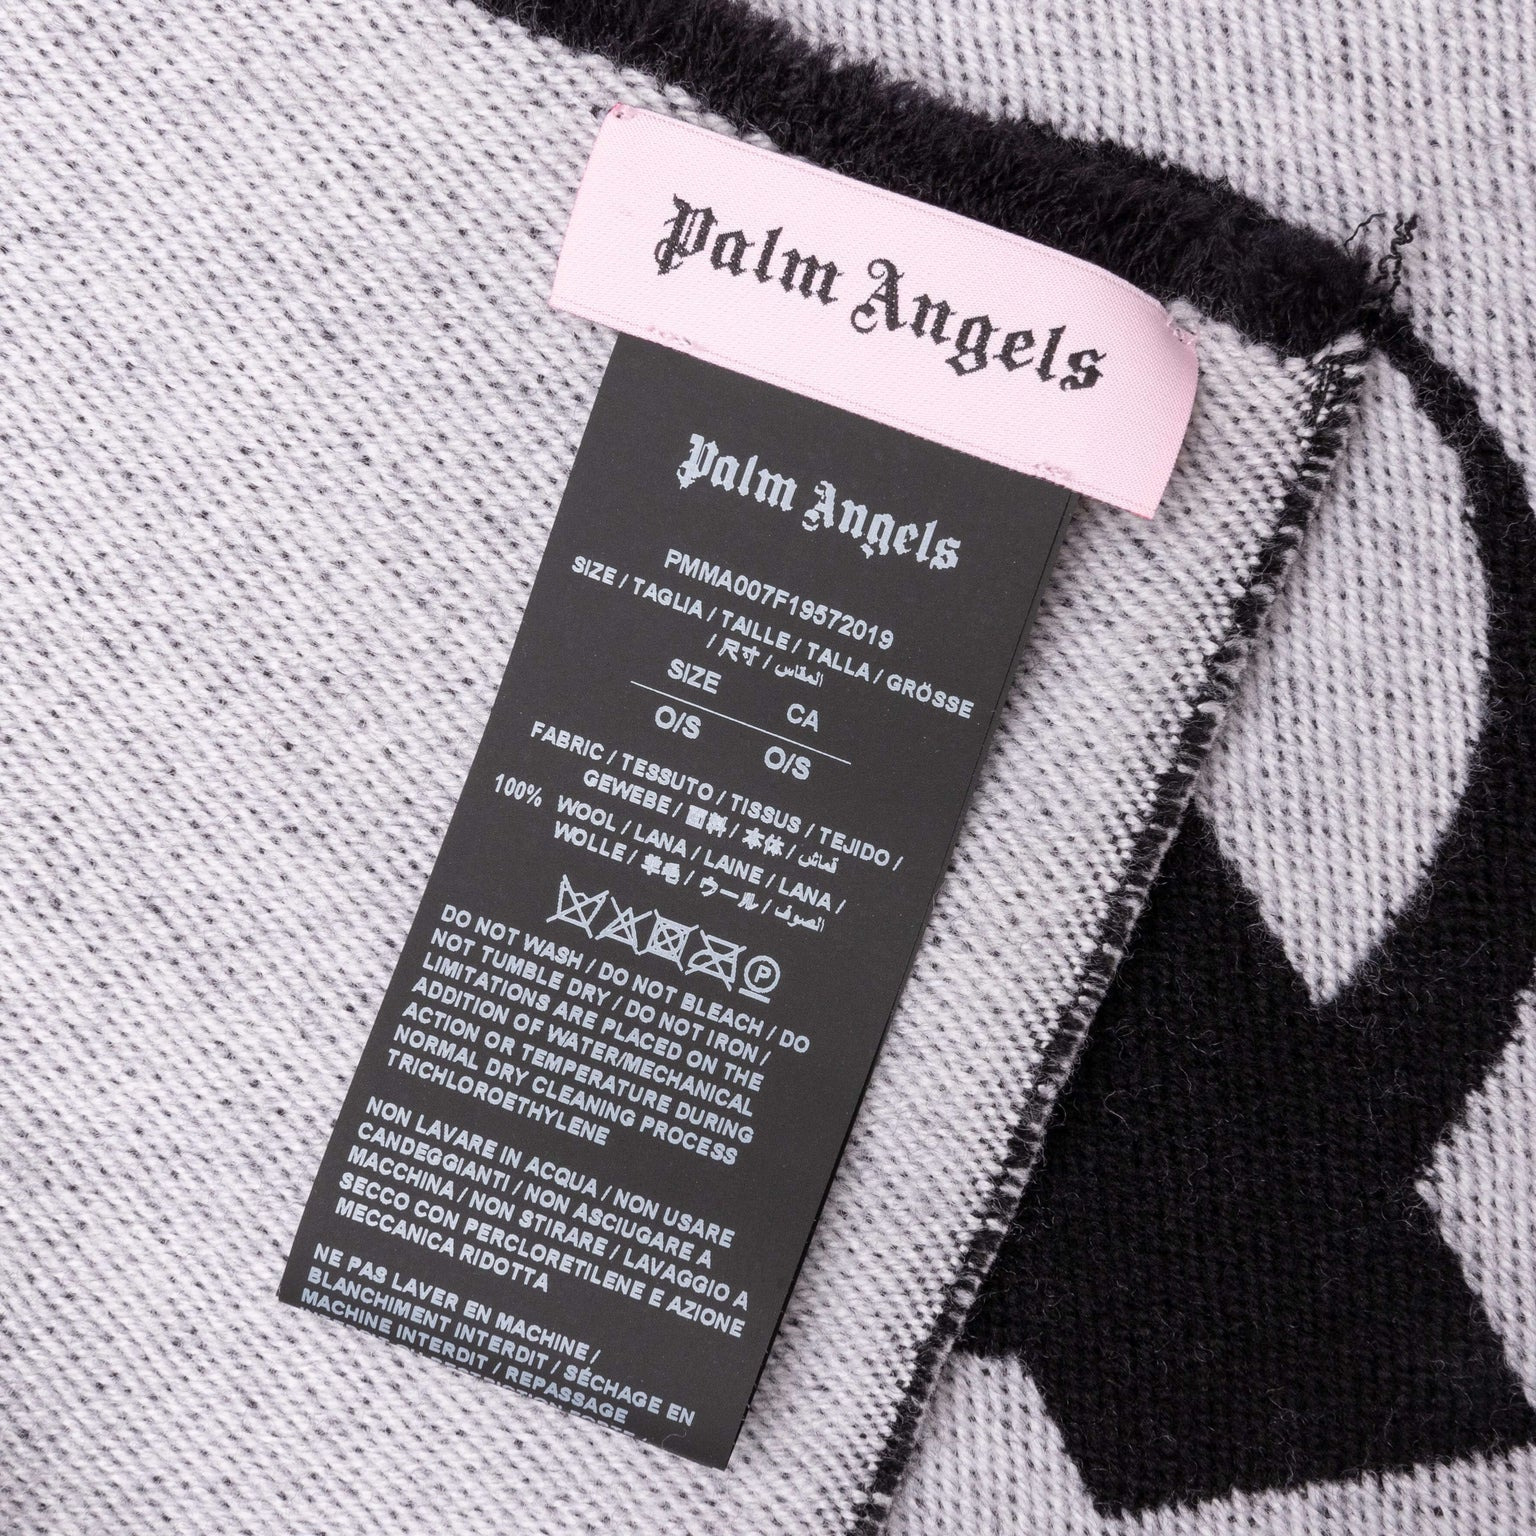 Palm Angels
Palm Angels
PMMA007F19572019
SIZE / TAGLIA / TAILLE / TALLA / GRÖSSE
/ 尺寸 / المقاس
SIZE CA
O/S O/S
FABRIC / TESSUTO / TISSUS / TEJIDO /
GEWEBE / 面料 / 本体 / قماش
100% WOOL / LANA / LAINE / LANA /
WOLLE / 羊毛 / ウール / الصوف
P
DO NOT WASH / DO NOT BLEACH / DO
NOT TUMBLE DRY / DO NOT IRON /
LIMITATIONS ARE PLACED ON THE
ADDITION OF WATER/MECHANICAL
ACTION OR TEMPERATURE DURING
NORMAL DRY CLEANING PROCESS
TRICHLOROETHYLENE
NON LAVARE IN ACQUA / NON USARE
CANDEGGIANTI / NON ASCIUGARE A
MACCHINA / NON STIRARE / LAVAGGIO A
SECCO CON PERCLORETILENE E AZIONE
MECCANICA RIDOTTA
NE PAS LAVER EN MACHINE /
BLANCHIMENT INTERDIT / SÉCHAGE EN
MACHINE INTERDIT / REPASSAGE